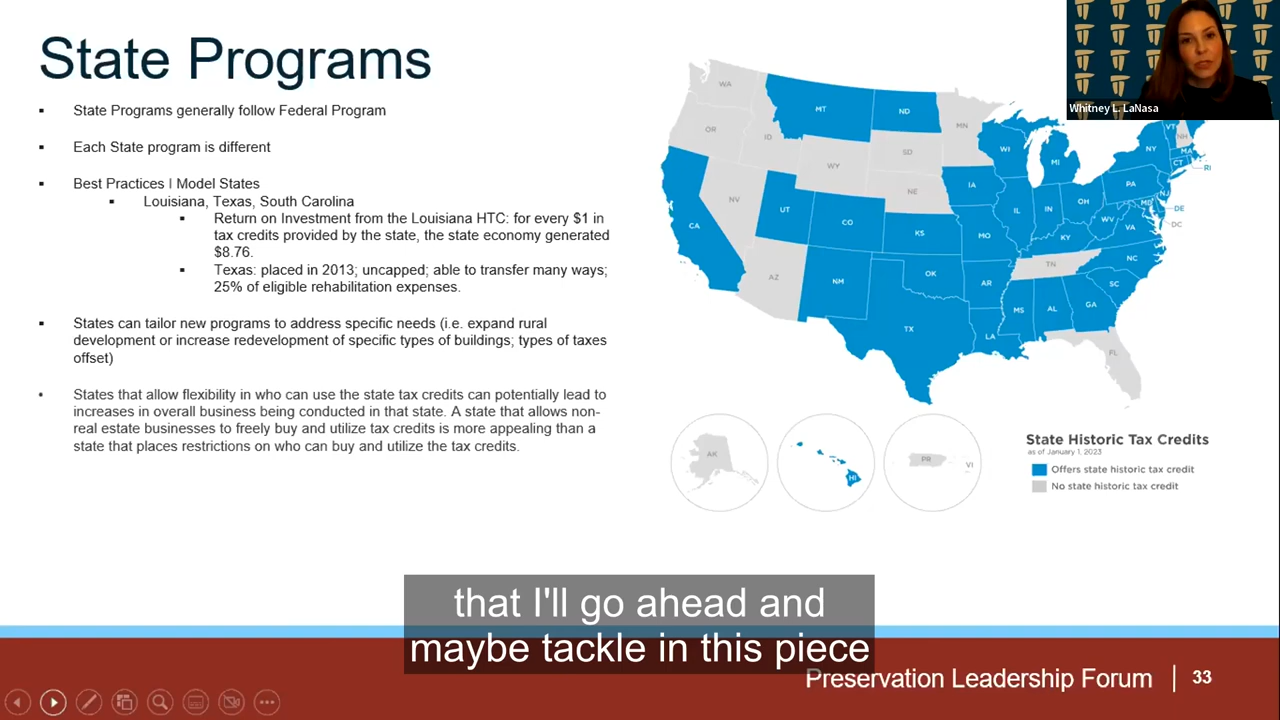 State Programs
▪ State Programs generally follow Federal Program
▪ Each State program is different
▪ Best Practices | Model States
▪ Louisiana, Texas, South Carolina
▪ Return on Investment from the Louisiana HTC: for every $1 in
tax credits provided by the state, the state economy generated
$8.76.
▪ Texas: placed in 2013; uncapped; able to transfer many ways;
25% of eligible rehabilitation expenses.
▪ States can tailor new programs to address specific needs (i.e. expand rural
development or increase redevelopment of specific types of buildings; types of taxes
offset)
• States that allow flexibility in who can use the state tax credits can potentially lead to
increases in overall business being conducted in that state. A state that allows non-
real estate businesses to freely buy and utilize tax credits is more appealing than a
state that places restrictions on who can buy and utilize the tax credits.
Whitney L. LaNasa
WA
MT
ND
MN
OR
ID
WY
SD
WI
MI
NY
VT
NH
MA
CT
RI
NV
UT
CO
NE
IA
IL
IN
OH
PA
NJ
MD
DE
DC
WV
VA
CA
KS
MO
KY
NC
TN
AZ
NM
OK
AR
SC
MS
AL
GA
TX
LA
FL
AK
HI
PR
VI
State Historic Tax Credits
as of January 1, 2023
Offers state historic tax credit
No state historic tax credit
that I'll go ahead and
maybe tackle in this piece
Preservation Leadership Forum | 33